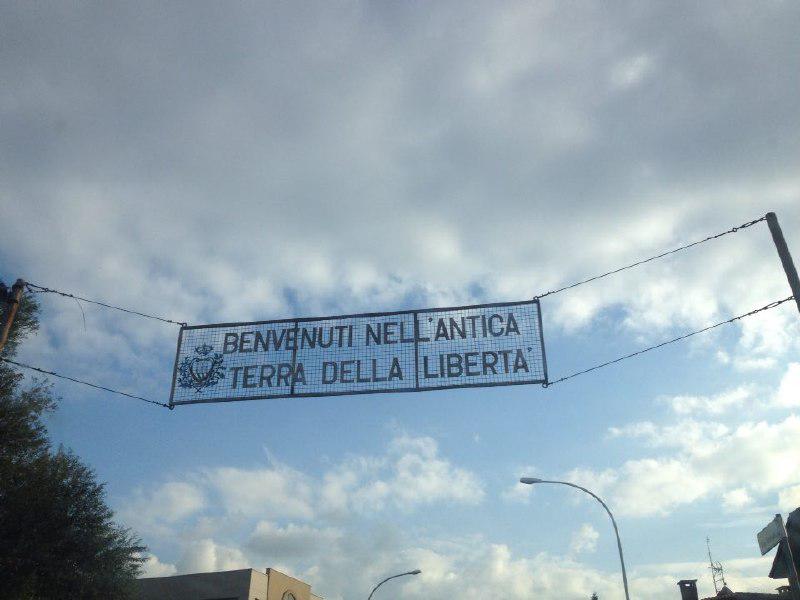 BENVENUTI NELL'ANTICA
TERRA DELLA LIBERTA'